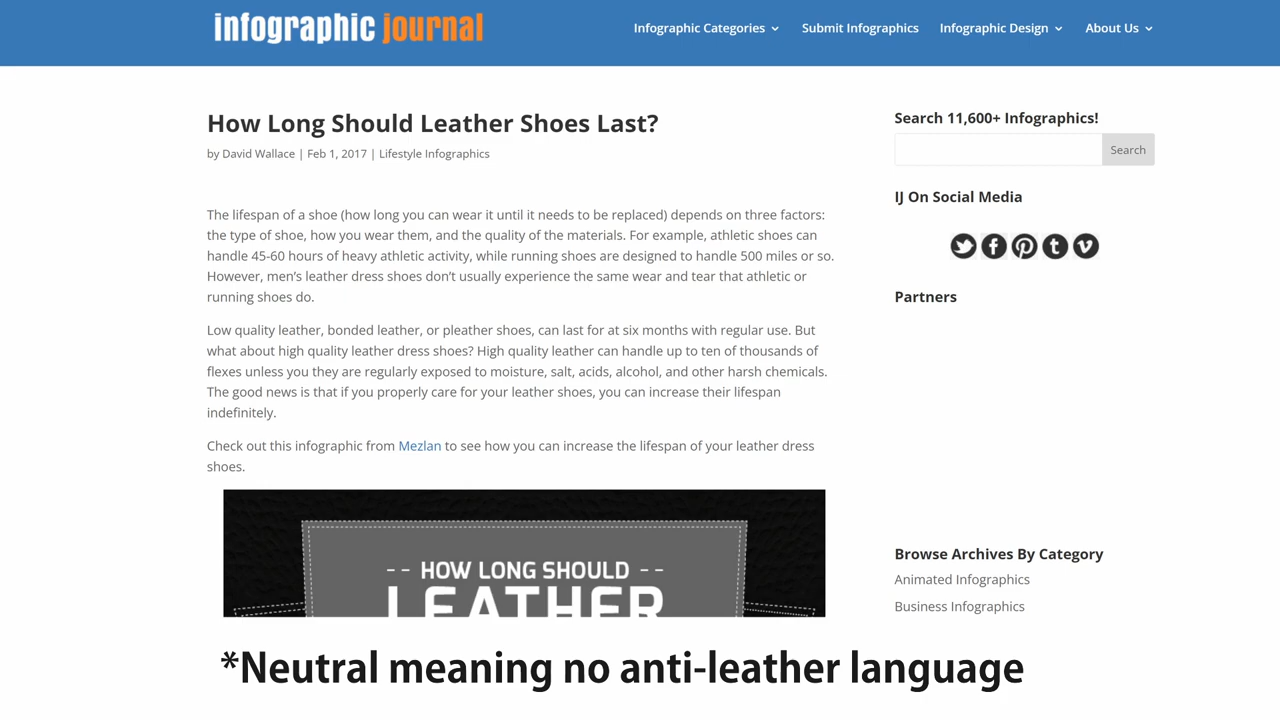 infographic journal
Infographic Categories Submit Infographics Infographic Design About Us
How Long Should Leather Shoes Last?
by David Wallace | Feb 1, 2017 | Lifestyle Infographics
The lifespan of a shoe (how long you can wear it until it needs to be replaced) depends on three factors:
the type of shoe, how you wear them, and the quality of the materials. For example, athletic shoes can
handle 45-60 hours of heavy athletic activity, while running shoes are designed to handle 500 miles or so.
However, men’s leather dress shoes don’t usually experience the same wear and tear that athletic or
running shoes do.
Low quality leather, bonded leather, or pleather shoes, can last for at six months with regular use. But
what about high quality leather dress shoes? High quality leather can handle up to ten of thousands of
flexes unless you they are regularly exposed to moisture, salt, acids, alcohol, and other harsh chemicals.
The good news is that if you properly care for your leather shoes, you can increase their lifespan
indefinitely.
Check out this infographic from Mezlan to see how you can increase the lifespan of your leather dress
shoes.
-- HOW LONG SHOULD --
LEATHER
Search 11,600+ Infographics!
Search
IJ On Social Media
Partners
Browse Archives By Category
Animated Infographics
Business Infographics
*Neutral meaning no anti-leather language